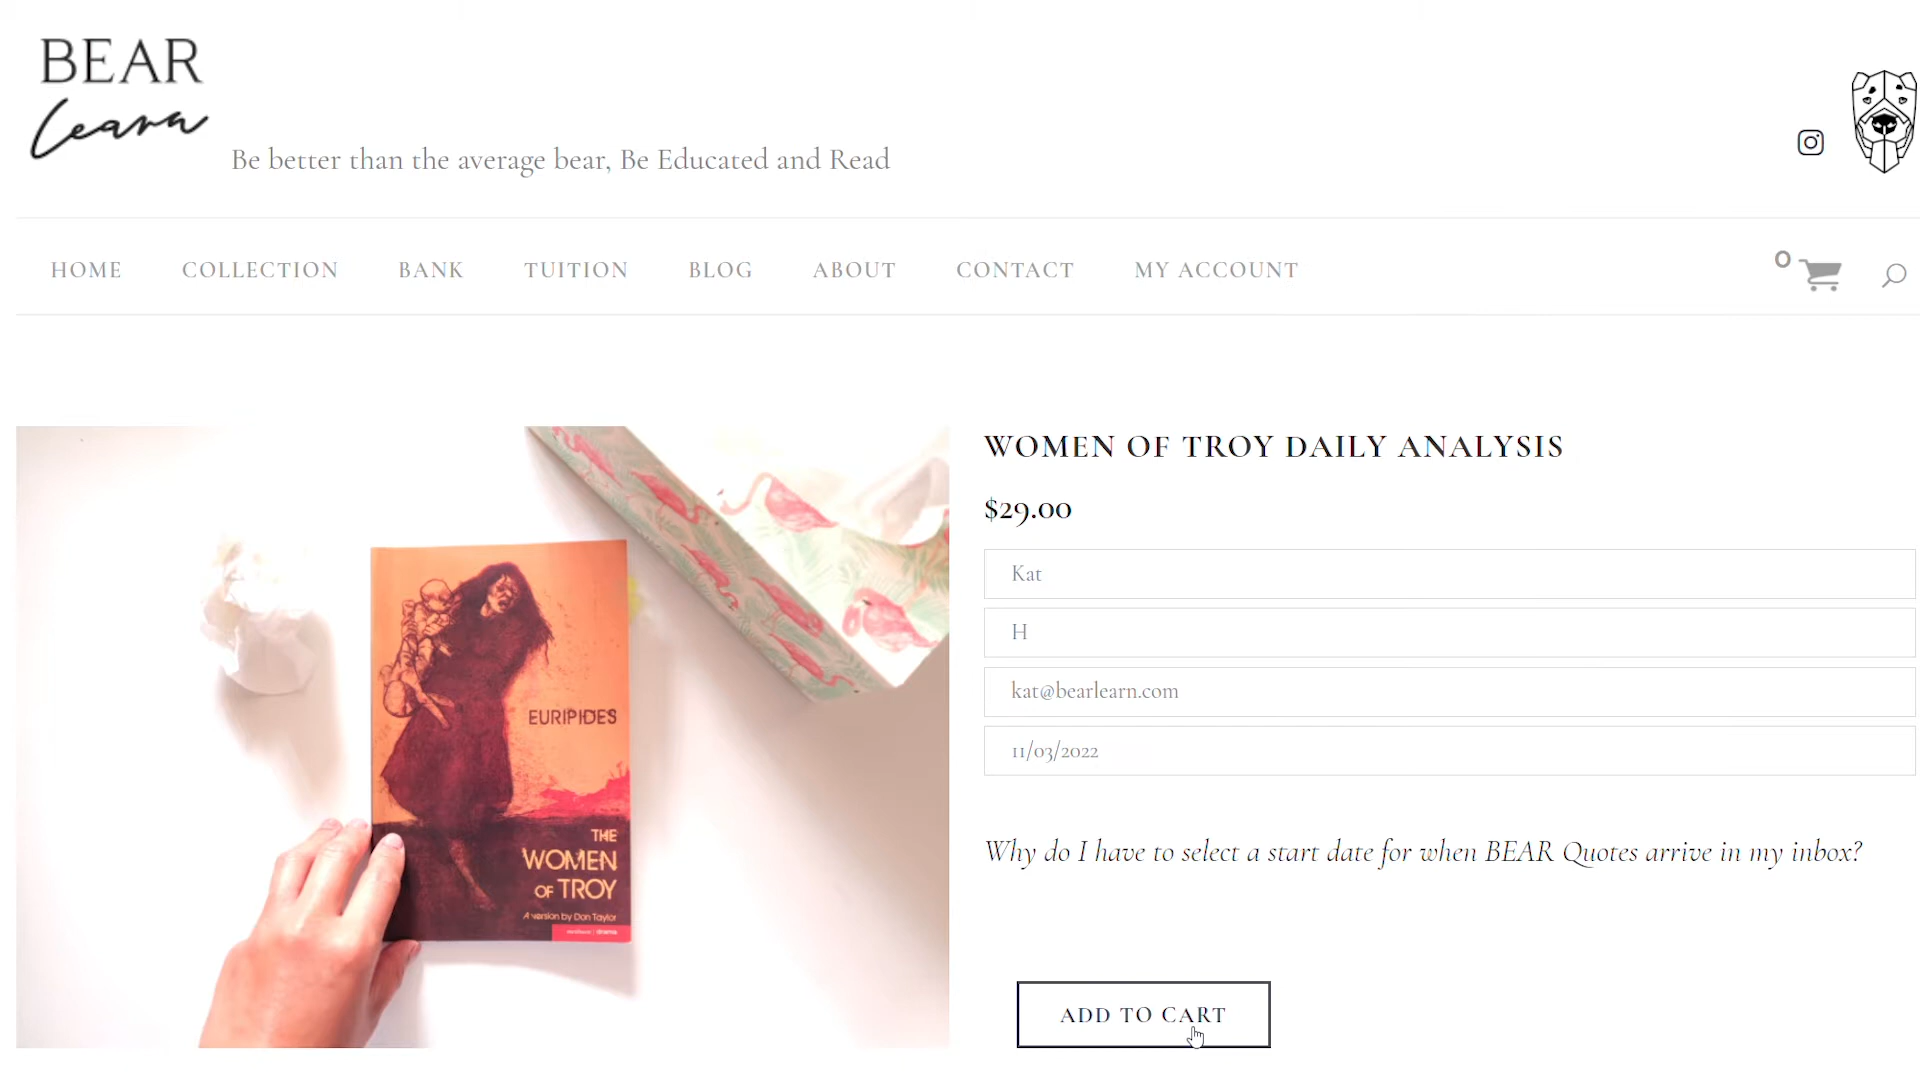 BEAR
learn
Be better than the average bear, Be Educated and Read
HOME COLLECTION BANK TUITION BLOG ABOUT CONTACT MY ACCOUNT
0
WOMEN OF TROY DAILY ANALYSIS
$29.00
Kat
H
kat@bearlearn.com
11/03/2022
Why do I have to select a start date for when BEAR Quotes arrive in my inbox?
ADD TO CART
EURIPIDES
THE
WOMEN
OF TROY
A version by Don Taylor
drama